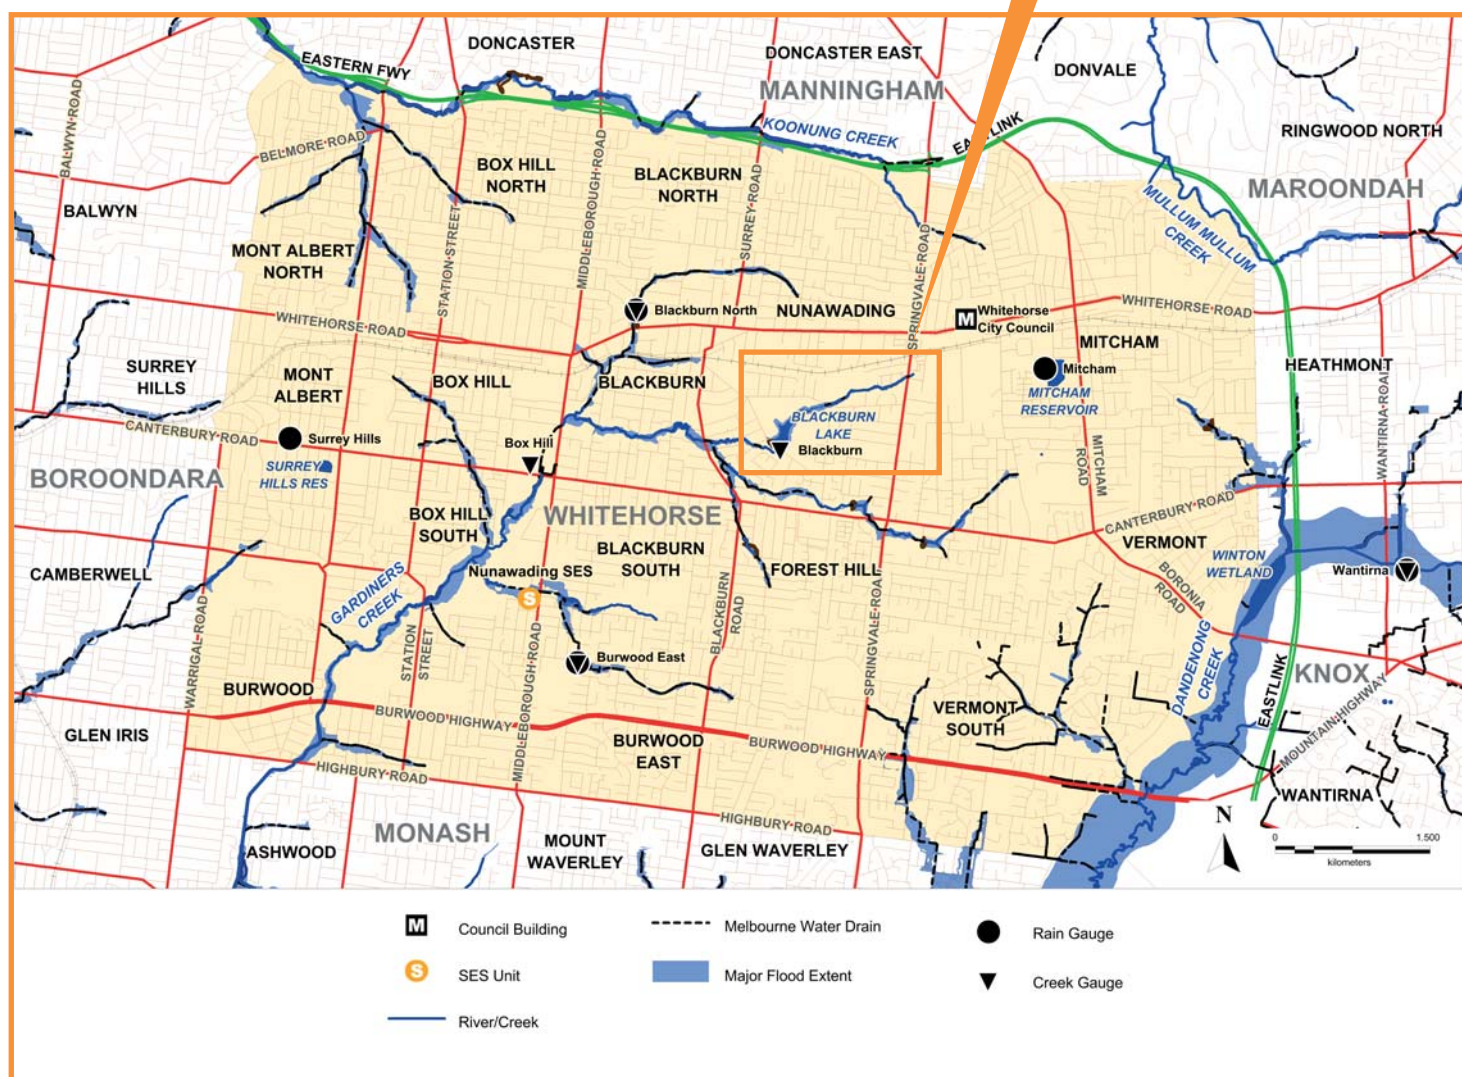 DONCASTER
EASTERN FWY
DONCASTER EAST
DONVALE
MANNINGHAM
BALWYN ROAD
KOONUNG CREEK
EASTLINK
RINGWOOD NORTH
BELMORE ROAD
BOX HILL
NORTH
MIDDLEBOROUGH ROAD
BLACKBURN
NORTH
MAROONDAH
BALWYN
STATION STREET
SURREY ROAD
MULLUM MULLUM
CREEK
MONT ALBERT
NORTH
SPRINGVALE ROAD
Blackburn North
NUNAWADING
M
Whitehorse
City Council
WHITEHORSE ROAD
WHITEHORSE ROAD
SURREY
HILLS
MONT
ALBERT
BOX HILL
BLACKBURN
MITCHAM
Mitcham
MITCHAM
RESERVOIR
HEATHMONT
WANTIRNA ROAD
CANTERBURY ROAD
Surrey Hills
SURREY
HILLS RES
Box Hill
BLACKBURN
LAKE
Blackburn
MITCHAM
ROAD
BOROONDARA
BOX HILL
SOUTH
WHITEHORSE
CANTERBURY ROAD
VERMONT
WINTON
WETLAND
Wantirna
CAMBERWELL
GARDINERS
CREEK
Nunawading SES
S
BLACKBURN
SOUTH
FOREST HILL
BORONIA
ROAD
WARRIGAL ROAD
STATION
STREET
MIDDLEBOROUGH ROAD
BLACKBURN
ROAD
SPRINGVALE ROAD
Burwood East
DANDENONG
CREEK
EASTLINK
KNOX
MOUNTAIN HIGHWAY
BURWOOD
BURWOOD HIGHWAY
GLEN IRIS
BURWOOD
EAST
BURWOOD HIGHWAY
VERMONT
SOUTH
HIGHBURY ROAD
HIGHBURY ROAD
WANTIRNA
MONASH
ASHWOOD
MOUNT
WAVERLEY
GLEN WAVERLEY
N
0 1.500
kilometers
M Council Building
Melbourne Water Drain
Rain Gauge
S SES Unit
Major Flood Extent
Creek Gauge
River/Creek